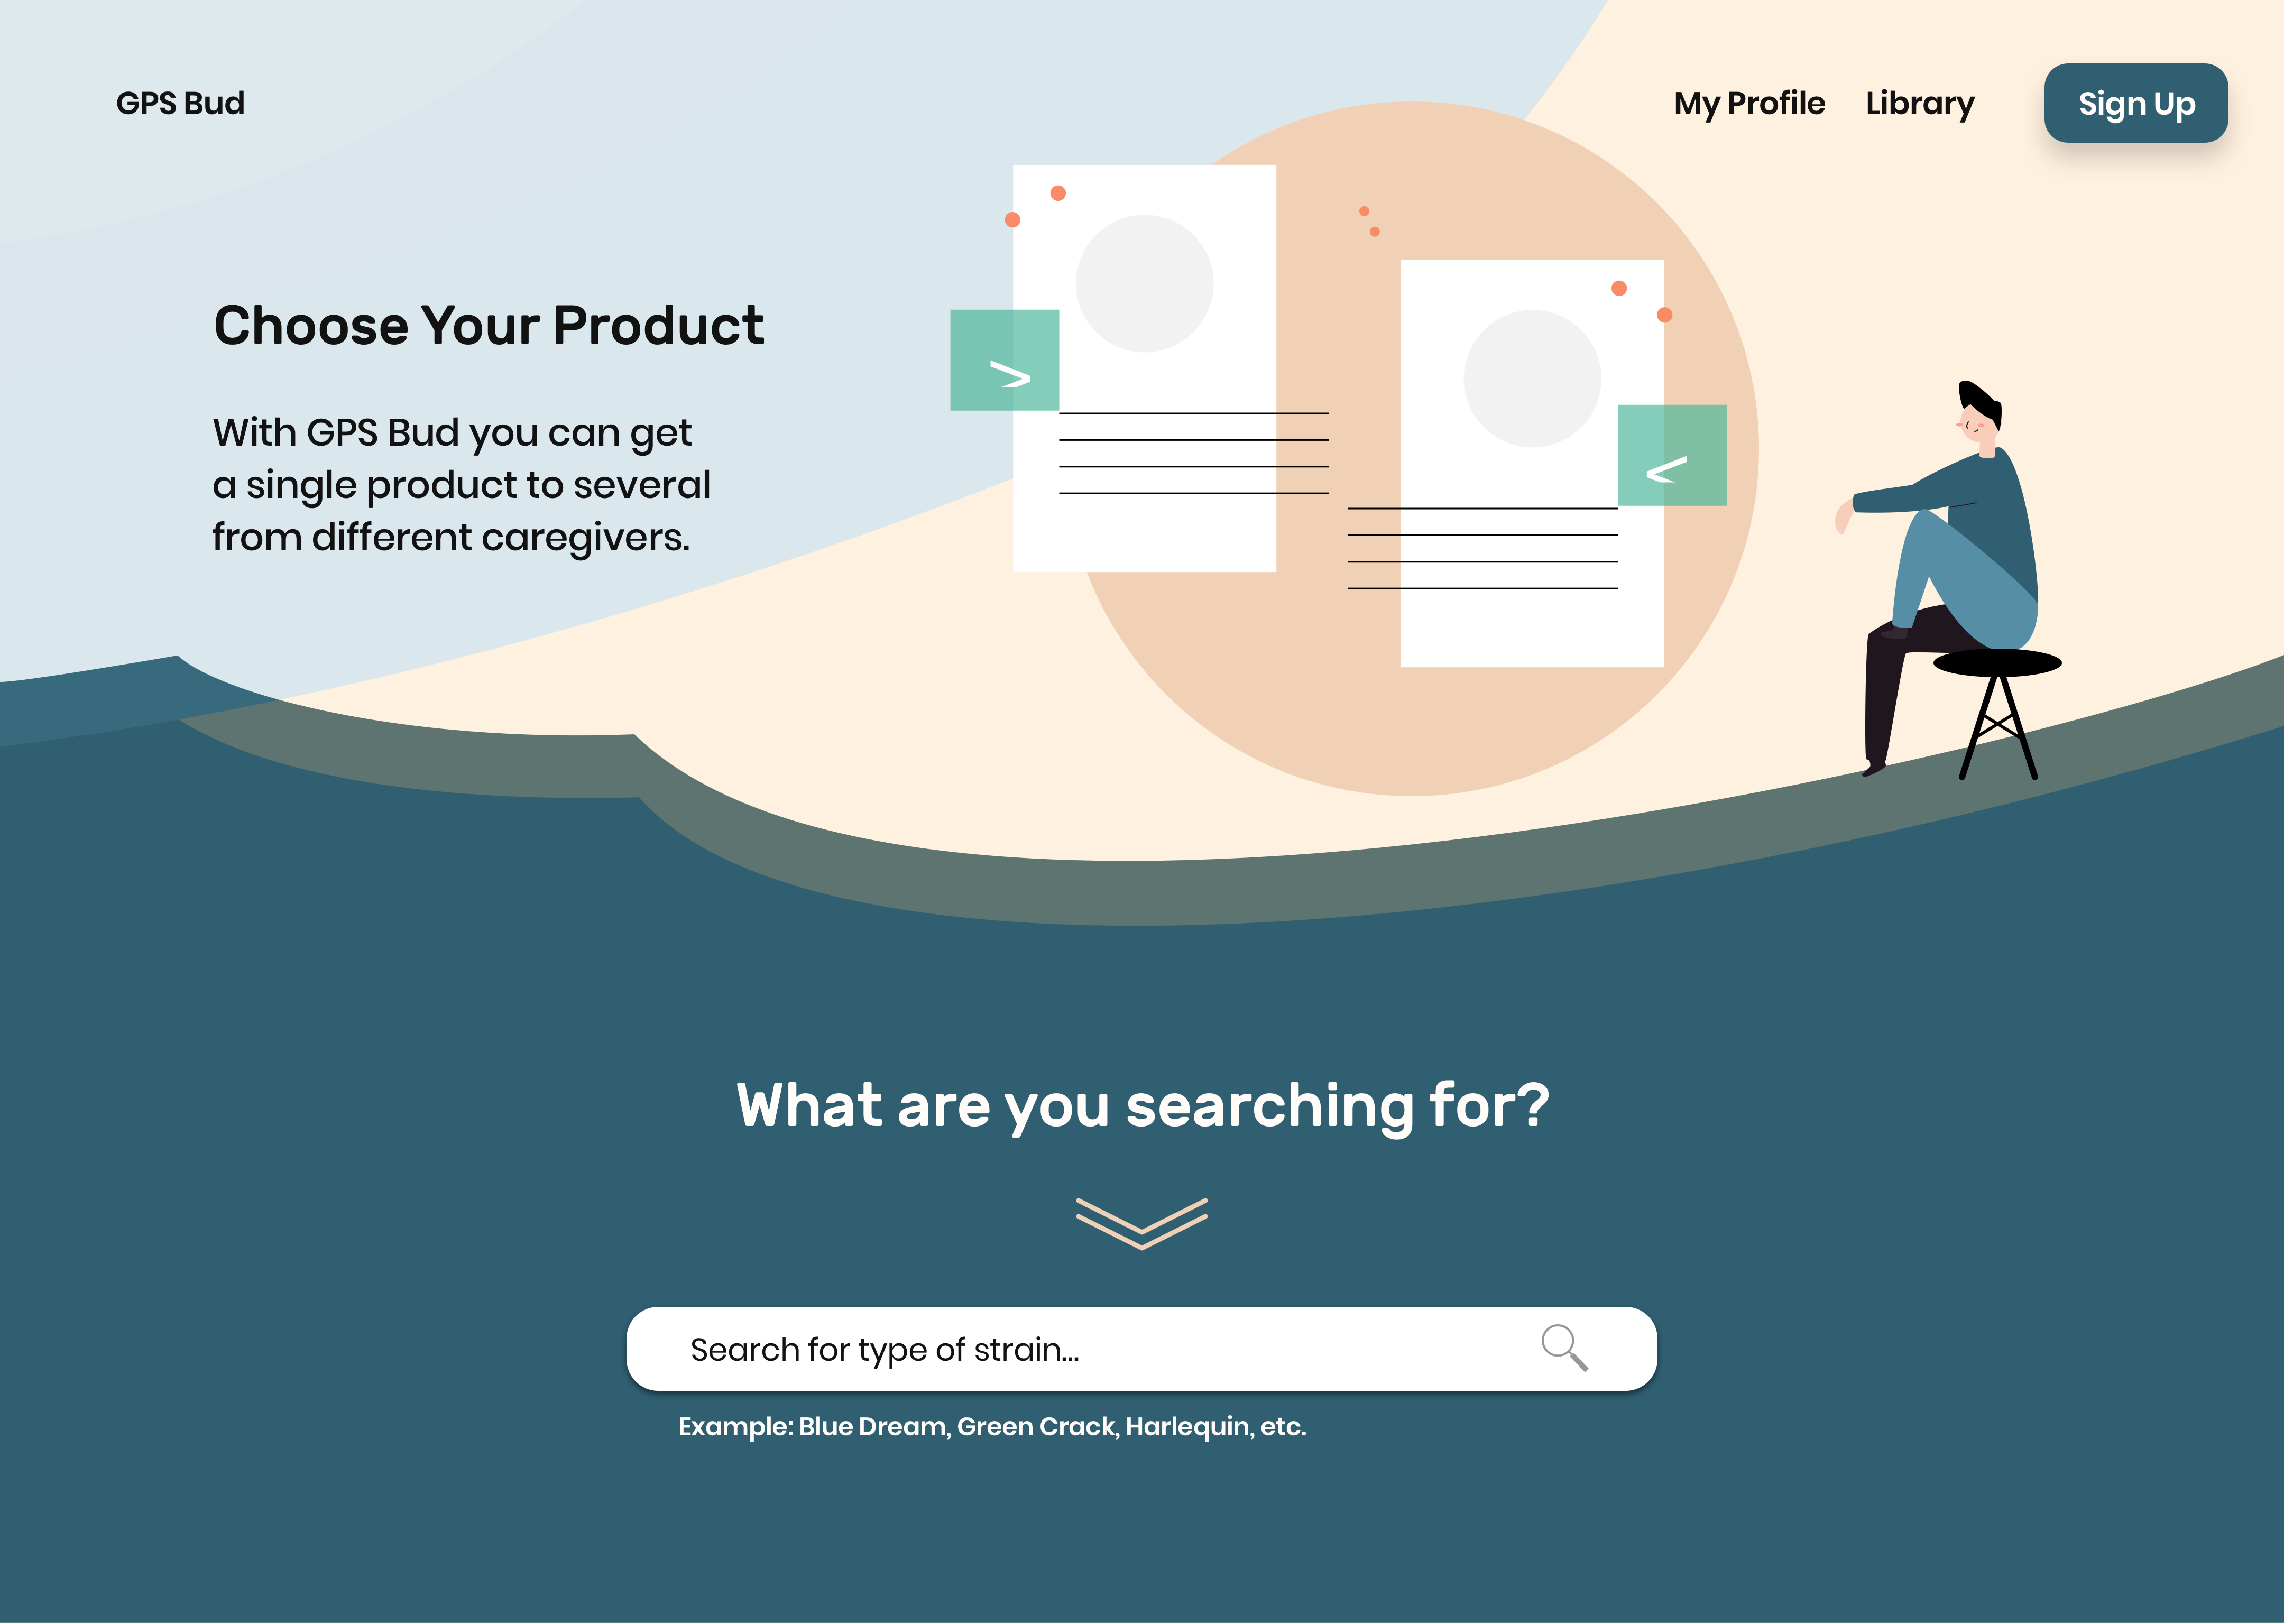 GPS Bud
My Profile
Library
Sign Up
Choose Your Product
With GPS Bud you can get
a single product to several
from different caregivers.
>
<
What are you searching for?
Search for type of strain...
Example: Blue Dream, Green Crack, Harlequin, etc.